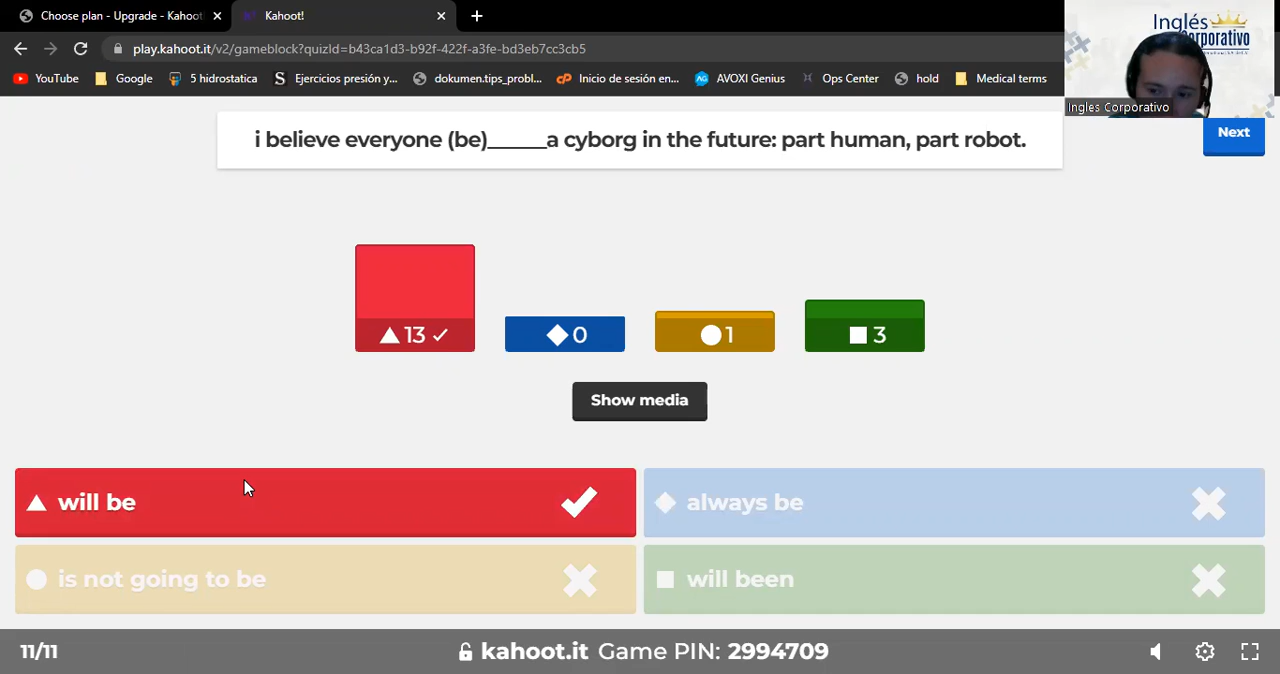 Choose plan - Upgrade - Kahoot!
Kahoot!
play.kahoot.it/v2/gameblock?quizId=b43ca1d3-b92f-422f-a3fe-bd3eb7cc3cb5
YouTube
Google
5 hidrostatica
Ejercicios presión y...
dokumen.tips_probl...
Inicio de sesión en...
AVOXI Genius
Ops Center
hold
Medical terms
Inglés
Corporativo
Ingles Corporativo
i believe everyone (be)_____a cyborg in the future: part human, part robot.
Next
13
0
1
3
Show media
will be
always be
is not going to be
will been
11/11
kahoot.it Game PIN: 2994709